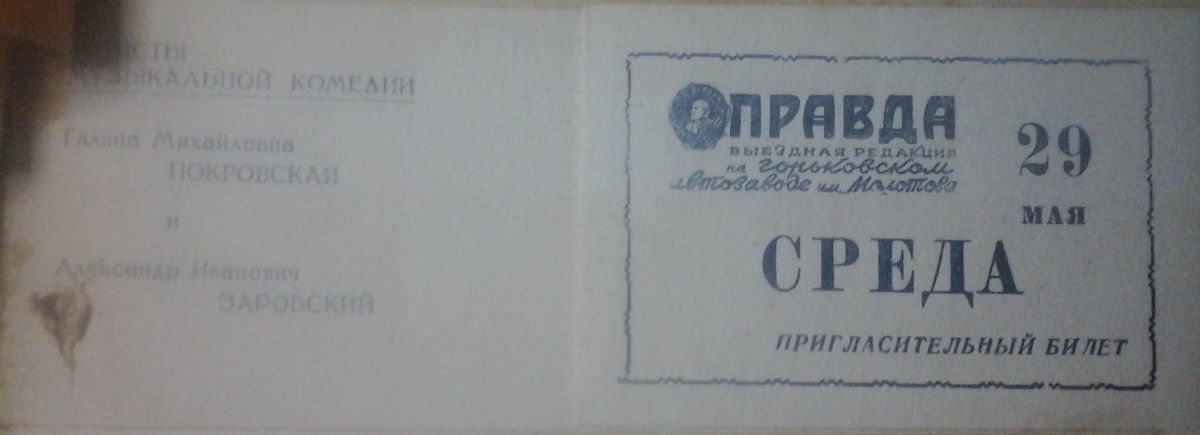 МУЗЫКАЛЬНОЙ КОМЕДИИ
Галина Михайловна
ПОКРОВСКАЯ
и
Александр Иванович
ЗАРОВСКИЙ
ПРАВДА
ВЫЕЗДНАЯ РЕДАКЦИЯ
на горьковском
автозаводе им. Молотова
29
МАЯ
СРЕДА
ПРИГЛАСИТЕЛЬНЫЙ БИЛЕТ